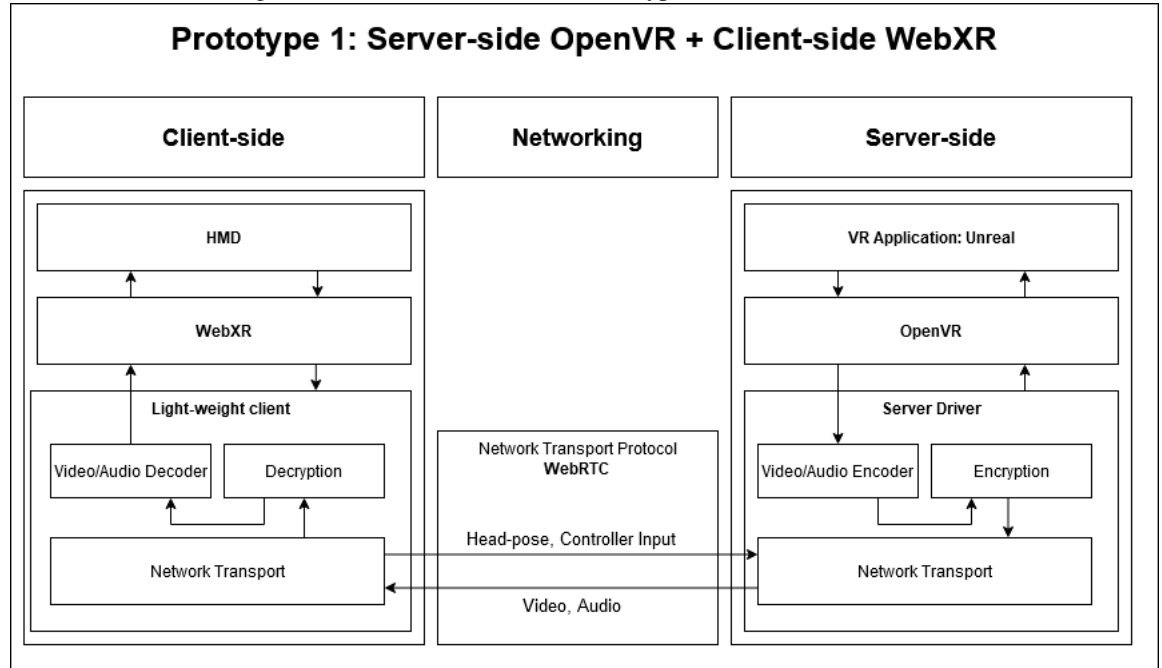 Prototype 1: Server-side OpenVR + Client-side WebXR
Client-side
Networking
Server-side
HMD
WebXR
Light-weight client
Video/Audio Decoder
Decryption
Network Transport
Network Transport Protocol
WebRTC
Head-pose, Controller Input
Video, Audio
VR Application: Unreal
OpenVR
Server Driver
Video/Audio Encoder
Encryption
Network Transport